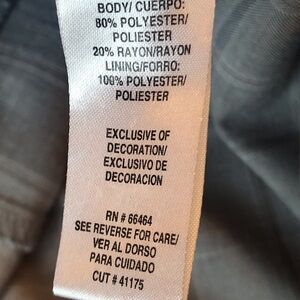 BODY/ CUERPO:
80% POLYESTER/
POLIESTER
20% RAYON/RAYON
LINING/FORRO:
100% POLYESTER/
POLIESTER
EXCLUSIVE OF
DECORATION/
EXCLUSIVO DE
DECORACION
RN # 66464
SEE REVERSE FOR CARE/
VER AL DORSO
PARA CUIDADO
CUT # 41175